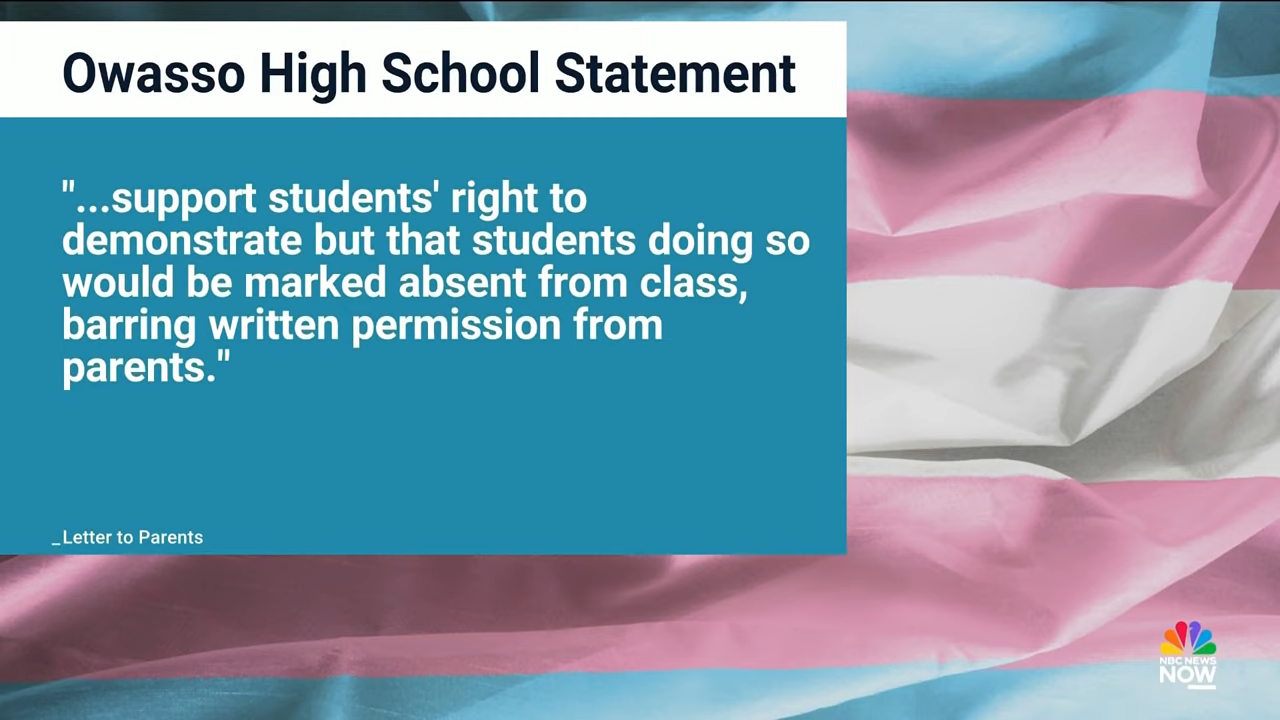 Owasso High School Statement
"...support students' right to
demonstrate but that students doing so
would be marked absent from class,
barring written permission from
parents."
_Letter to Parents
NBC NEWS
NOW